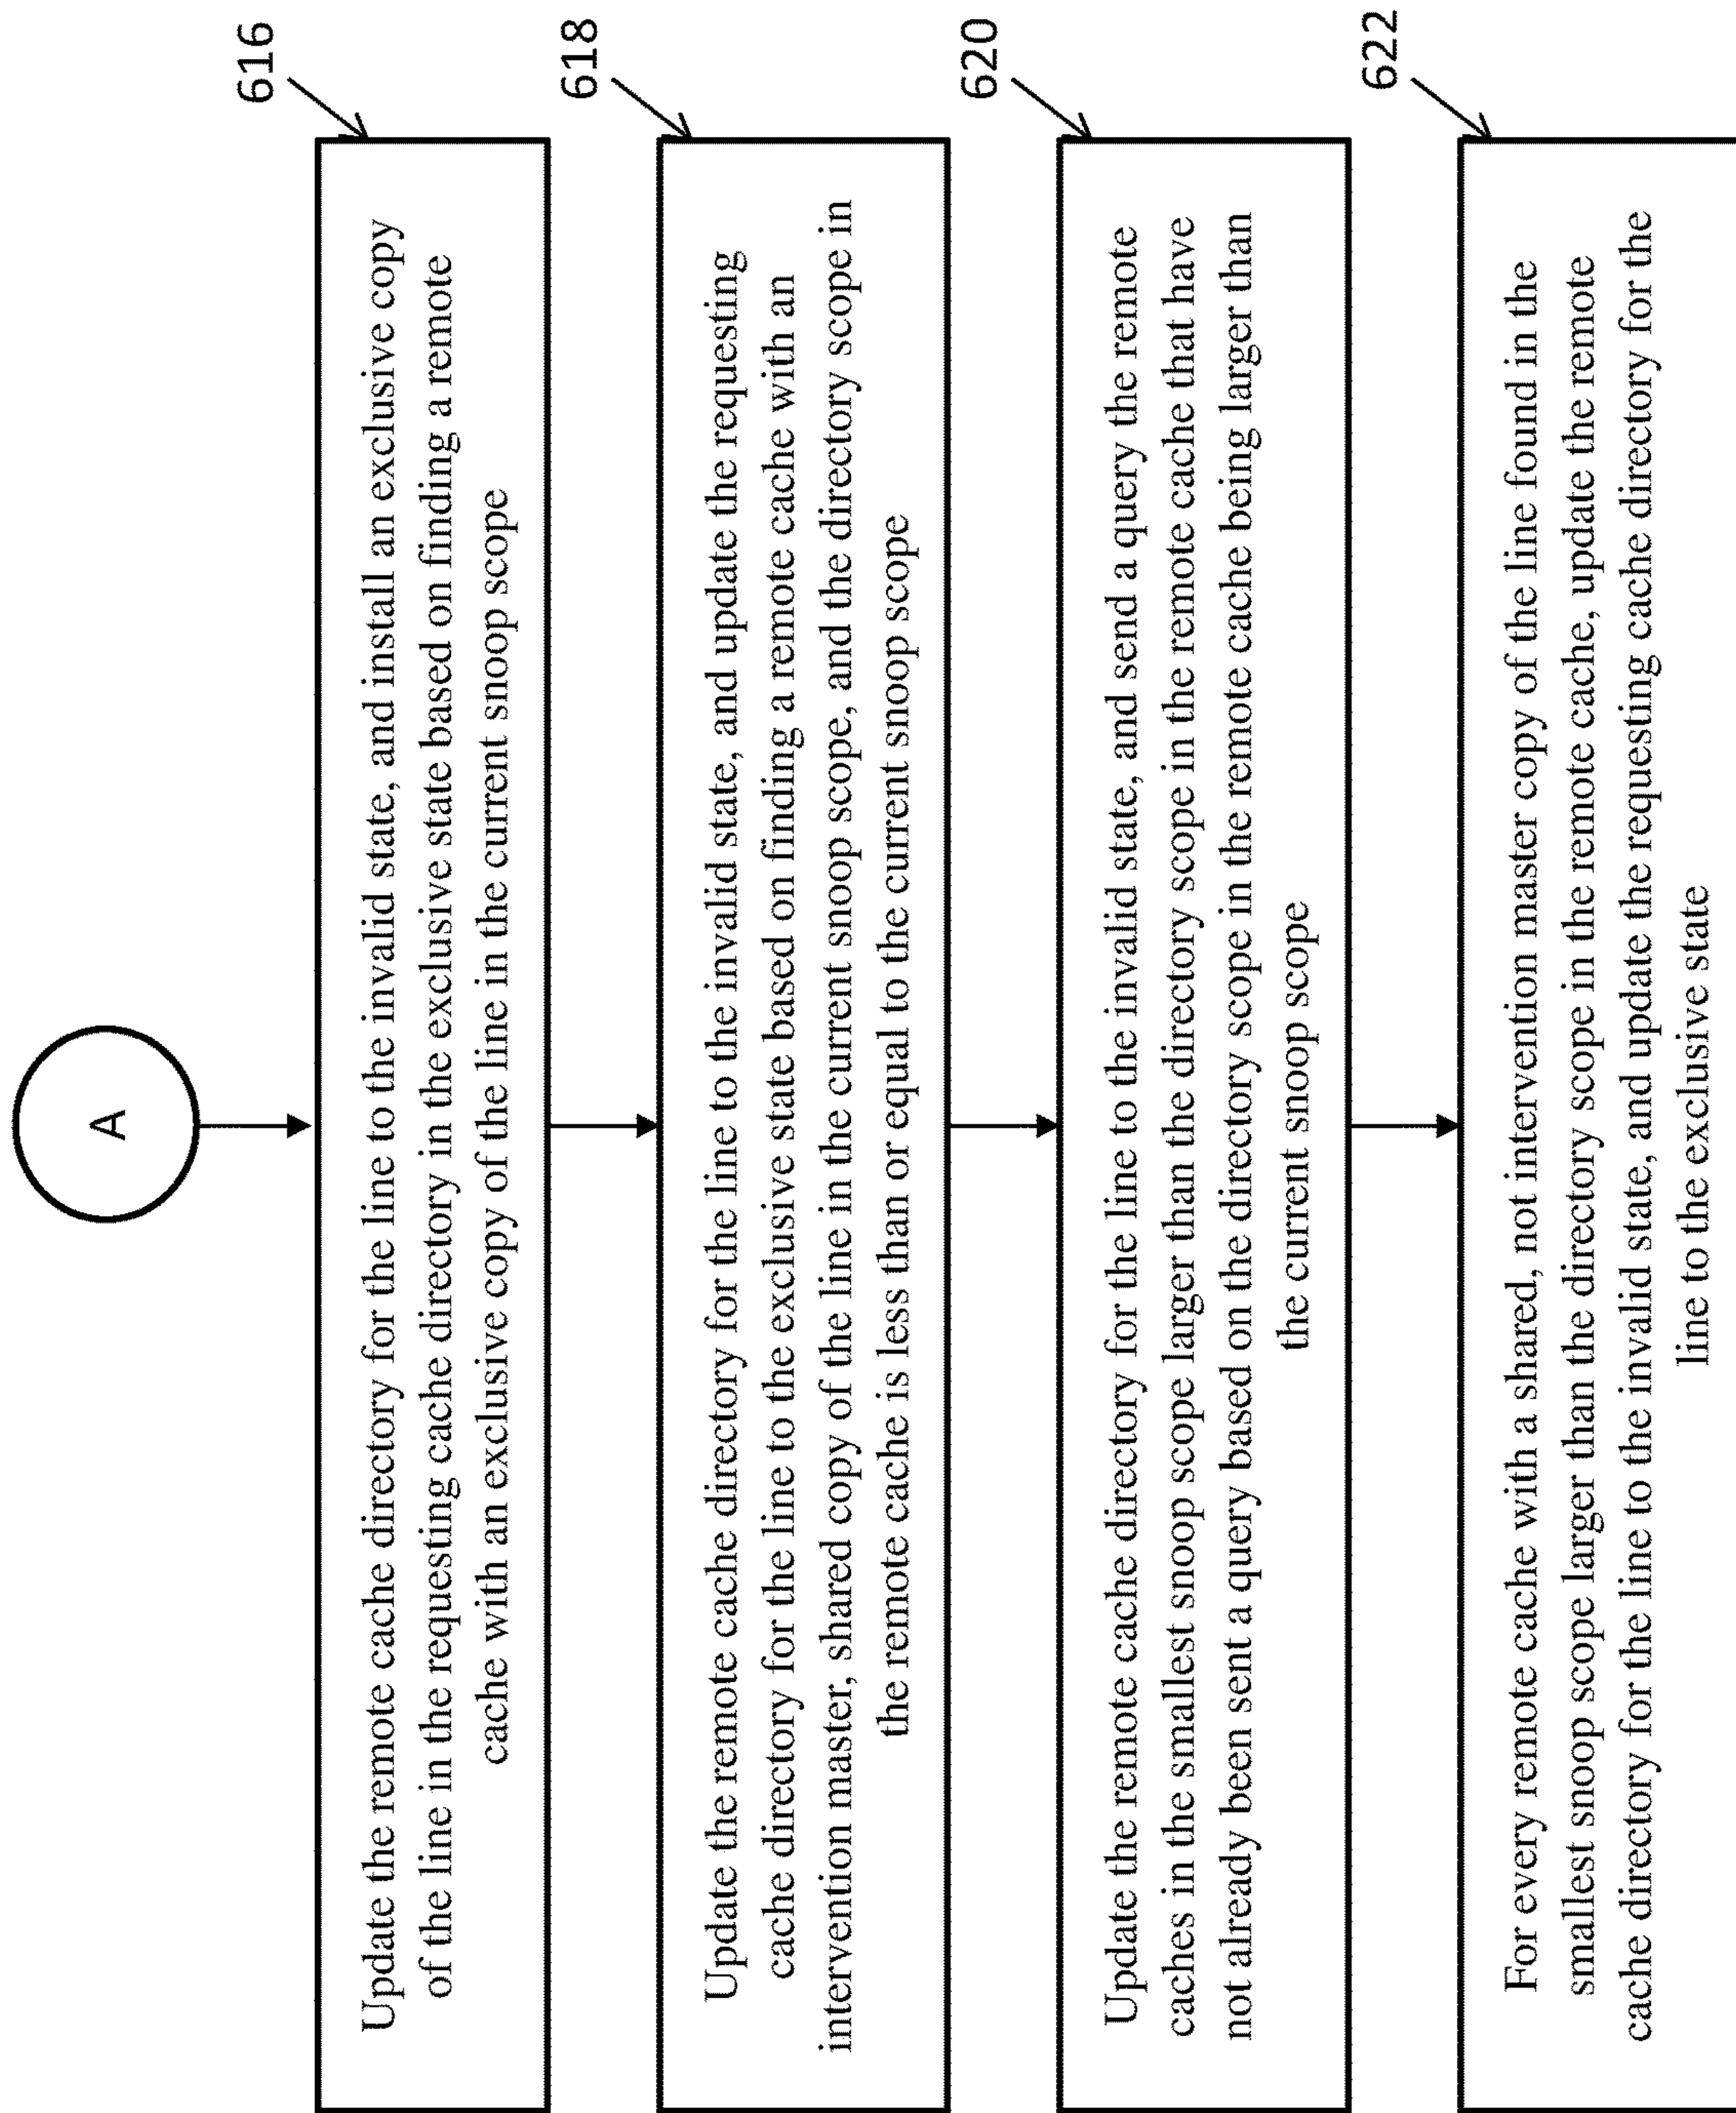 A
616
Update the remote cache directory for the line to the invalid state, and install an exclusive copy
of the line in the requesting cache directory in the exclusive state based on finding a remote
cache with an exclusive copy of the line in the current snoop scope
618
Update the remote cache directory for the line to the invalid state, and update the requesting
cache directory for the line to the exclusive state based on finding a remote cache with an
intervention master, shared copy of the line in the current snoop scope, and the directory scope in
the remote cache is less than or equal to the current snoop scope
620
Update the remote cache directory for the line to the invalid state, and send a query the remote
caches in the smallest snoop scope larger than the directory scope in the remote cache that have
not already been sent a query based on the directory scope in the remote cache being larger than
the current snoop scope
622
For every remote cache with a shared, not intervention master copy of the line found in the
smallest snoop scope larger than the directory scope in the remote cache, update the remote
cache directory for the line to the invalid state, and update the requesting cache directory for the
line to the exclusive state